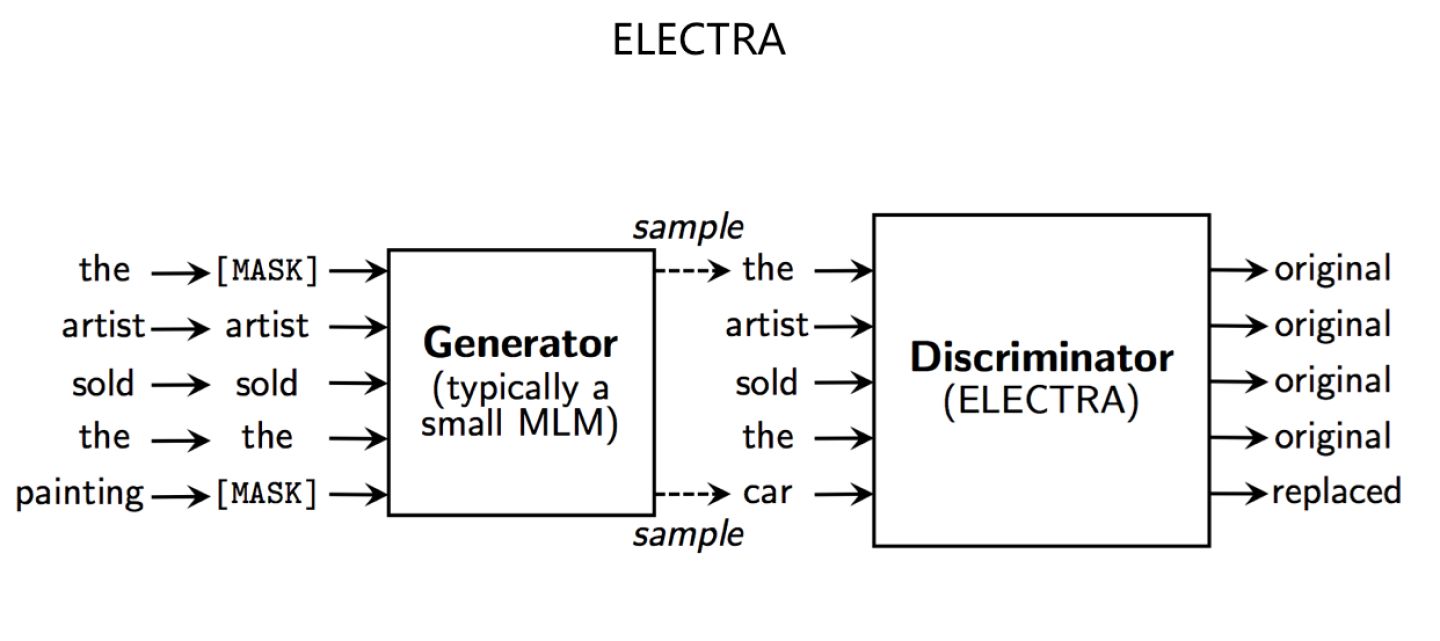 ELECTRA
sample
the [MASK] the original
artist artist artist original
sold sold sold original
the the the original
painting [MASK] car replaced
sample
Generator
(typically a
small MLM)
Discriminator
(ELECTRA)